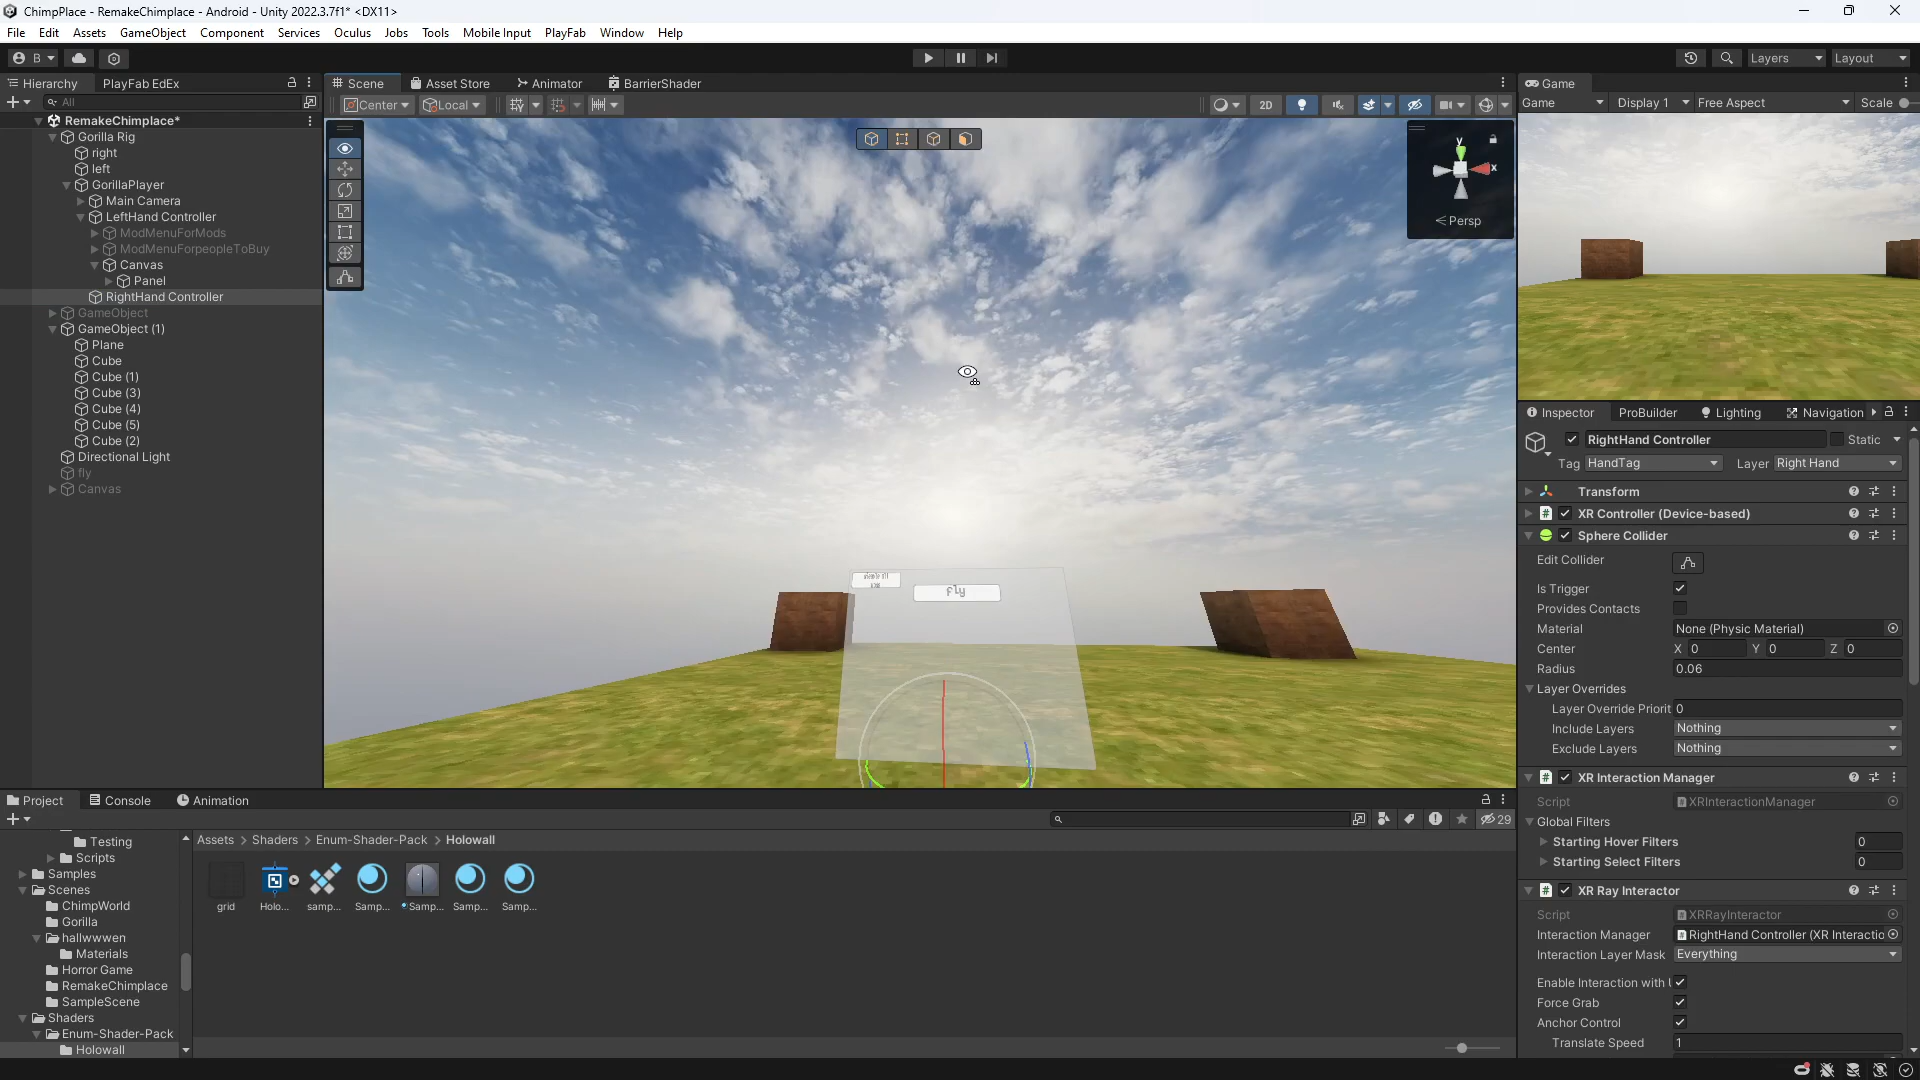 ChimpPlace - RemakeChimplace - Android - Unity 2022.3.7f1* <DX11>
File Edit Assets GameObject Component Services Oculus Jobs Tools Mobile Input PlayFab Window Help
B Layers Layout
Hierarchy PlayFab EdEx
All
RemakeChimplace*
Gorilla Rig
right
left
GorillaPlayer
Main Camera
LeftHand Controller
ModMenuForMods
ModMenuForpeopleToBuy
Canvas
Panel
RightHand Controller
GameObject
GameObject (1)
Plane
Cube
Cube (1)
Cube (3)
Cube (4)
Cube (5)
Cube (2)
Directional Light
fly
Canvas
Scene Asset Store Animator BarrierShader
Center Local 2D
y
x
Persp
fly
Game
Game Display 1 Free Aspect Scale
Inspector ProBuilder Lighting Navigation
RightHand Controller Static
Tag HandTag Layer Right Hand
Transform
XR Controller (Device-based)
Sphere Collider
Edit Collider
Is Trigger
Provides Contacts
Material None (Physic Material)
Center X 0 Y 0 Z 0
Radius 0.06
Layer Overrides
Layer Override Priorit 0
Include Layers Nothing
Exclude Layers Nothing
XR Interaction Manager
Script XRInteractionManager
Global Filters
Starting Hover Filters 0
Starting Select Filters 0
XR Ray Interactor
Script XRRayInteractor
Interaction Manager RightHand Controller (XR Interactio
Interaction Layer Mask Everything
Enable Interaction with U
Force Grab
Anchor Control
Translate Speed 1
Project Console Animation
29
Testing
Scripts
Samples
Scenes
ChimpWorld
Gorilla
hallwwwen
Materials
Horror Game
RemakeChimplace
SampleScene
Shaders
Enum-Shader-Pack
Holowall
Assets > Shaders > Enum-Shader-Pack > Holowall
grid Holo... samp... Samp... Samp... Samp... Samp...